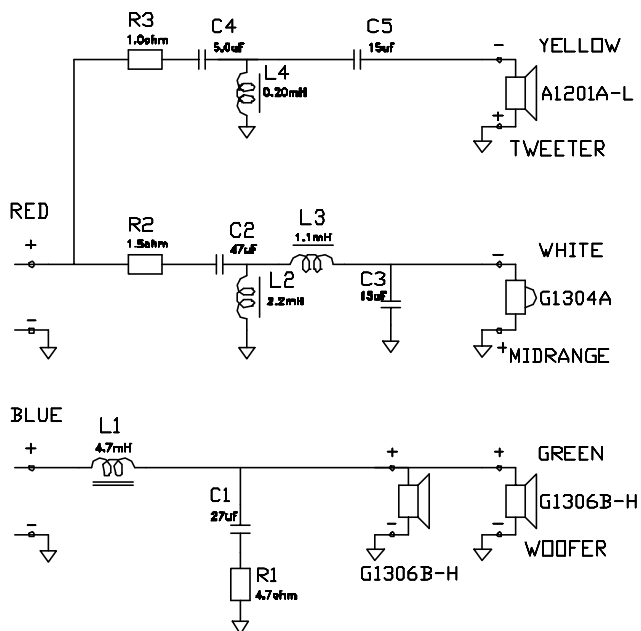 R3
1.0ohm
C4
5.0uF
C5
15uf
- YELLOW
L4
0.20mH
A1201A-L
+
TWEETER
RED
+
R2
1.5ohm
C2
47uF
L3
1.1mH
- WHITE
L2
2.2mH
C3
15uF
G1304A
-
+ MIDRANGE
BLUE
+
L1
4.7mH
+
+ GREEN
C1
27uF
G1306B-H
-
-
-
WOOFER
G1306B-H
R1
4.7ohm